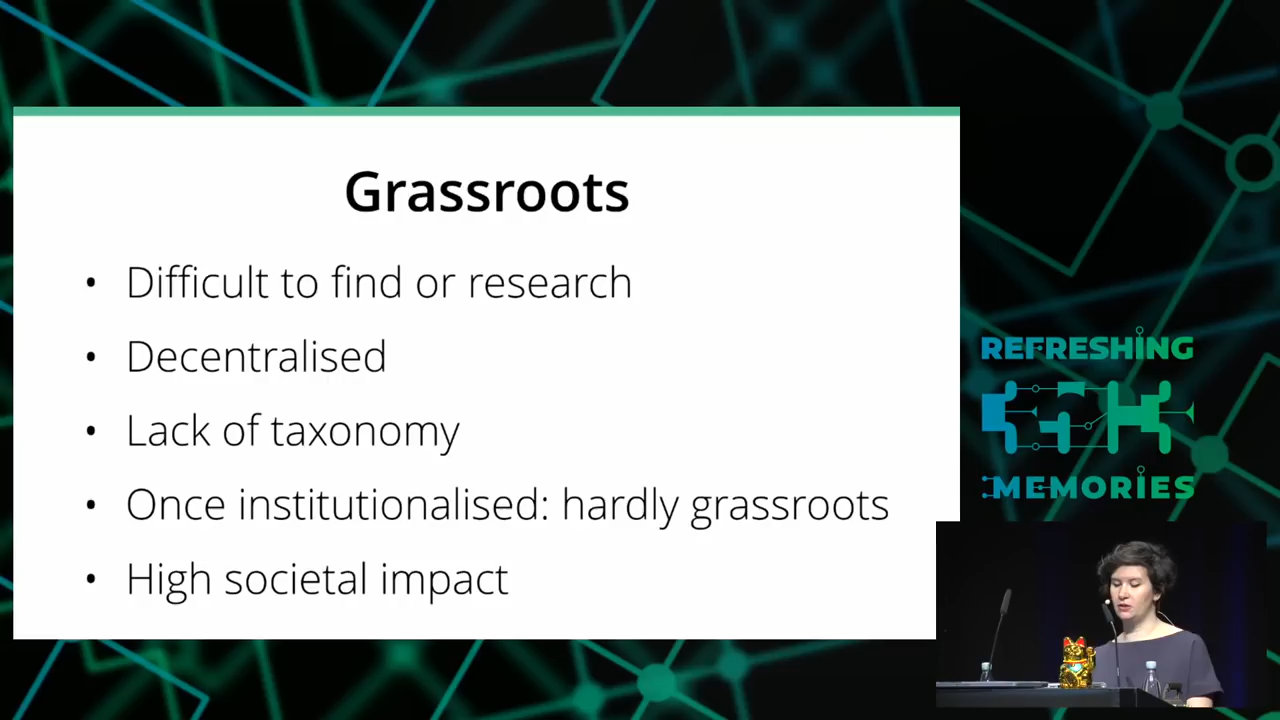 Grassroots
• Difficult to find or research
• Decentralised
• Lack of taxonomy
• Once institutionalised: hardly grassroots
• High societal impact
REFRESHING
MEMORIES